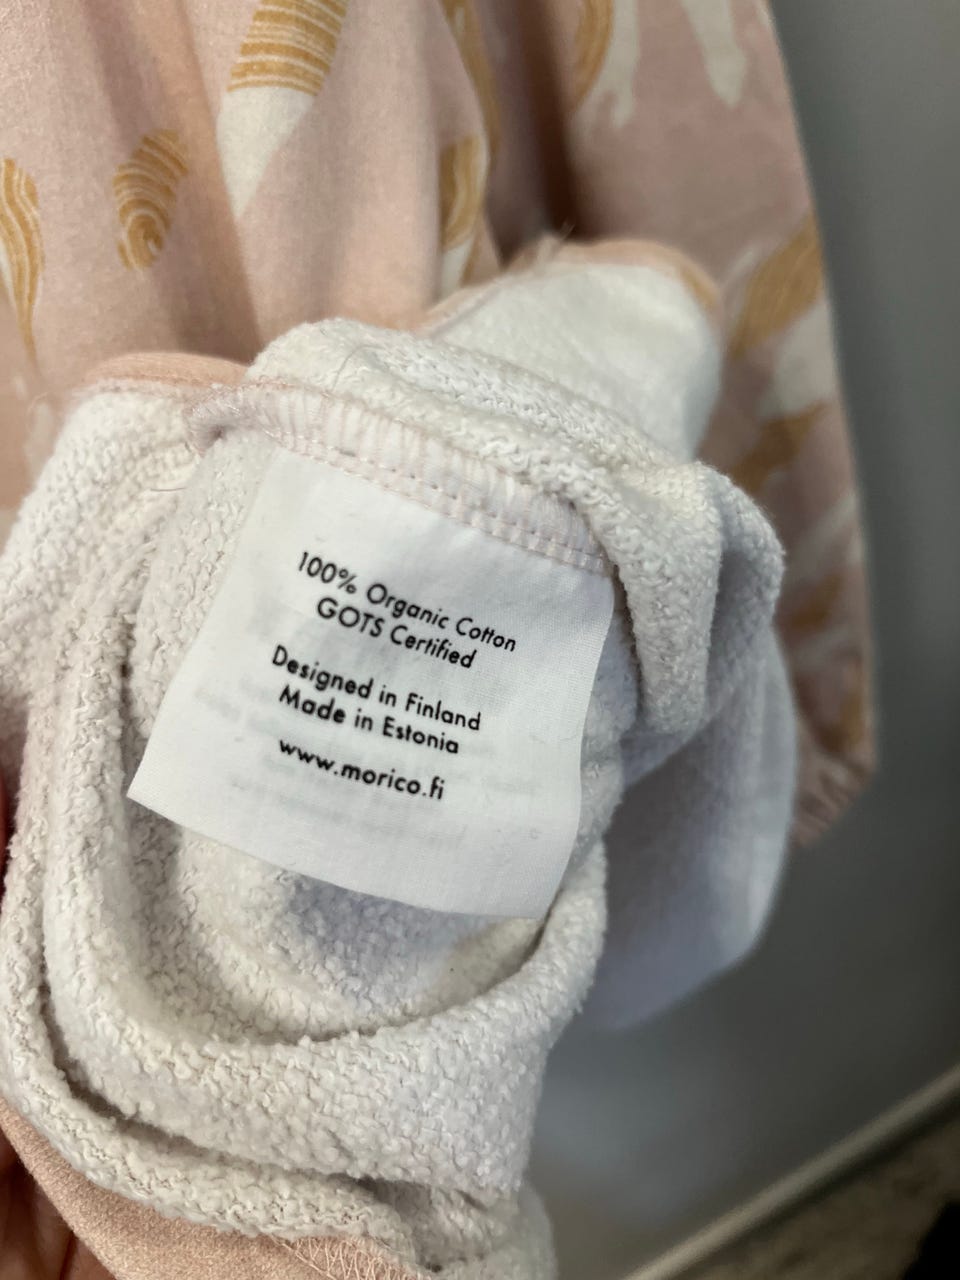 100% Organic Cotton
GOTS Certified
Designed in Finland
Made in Estonia
www.morico.fi